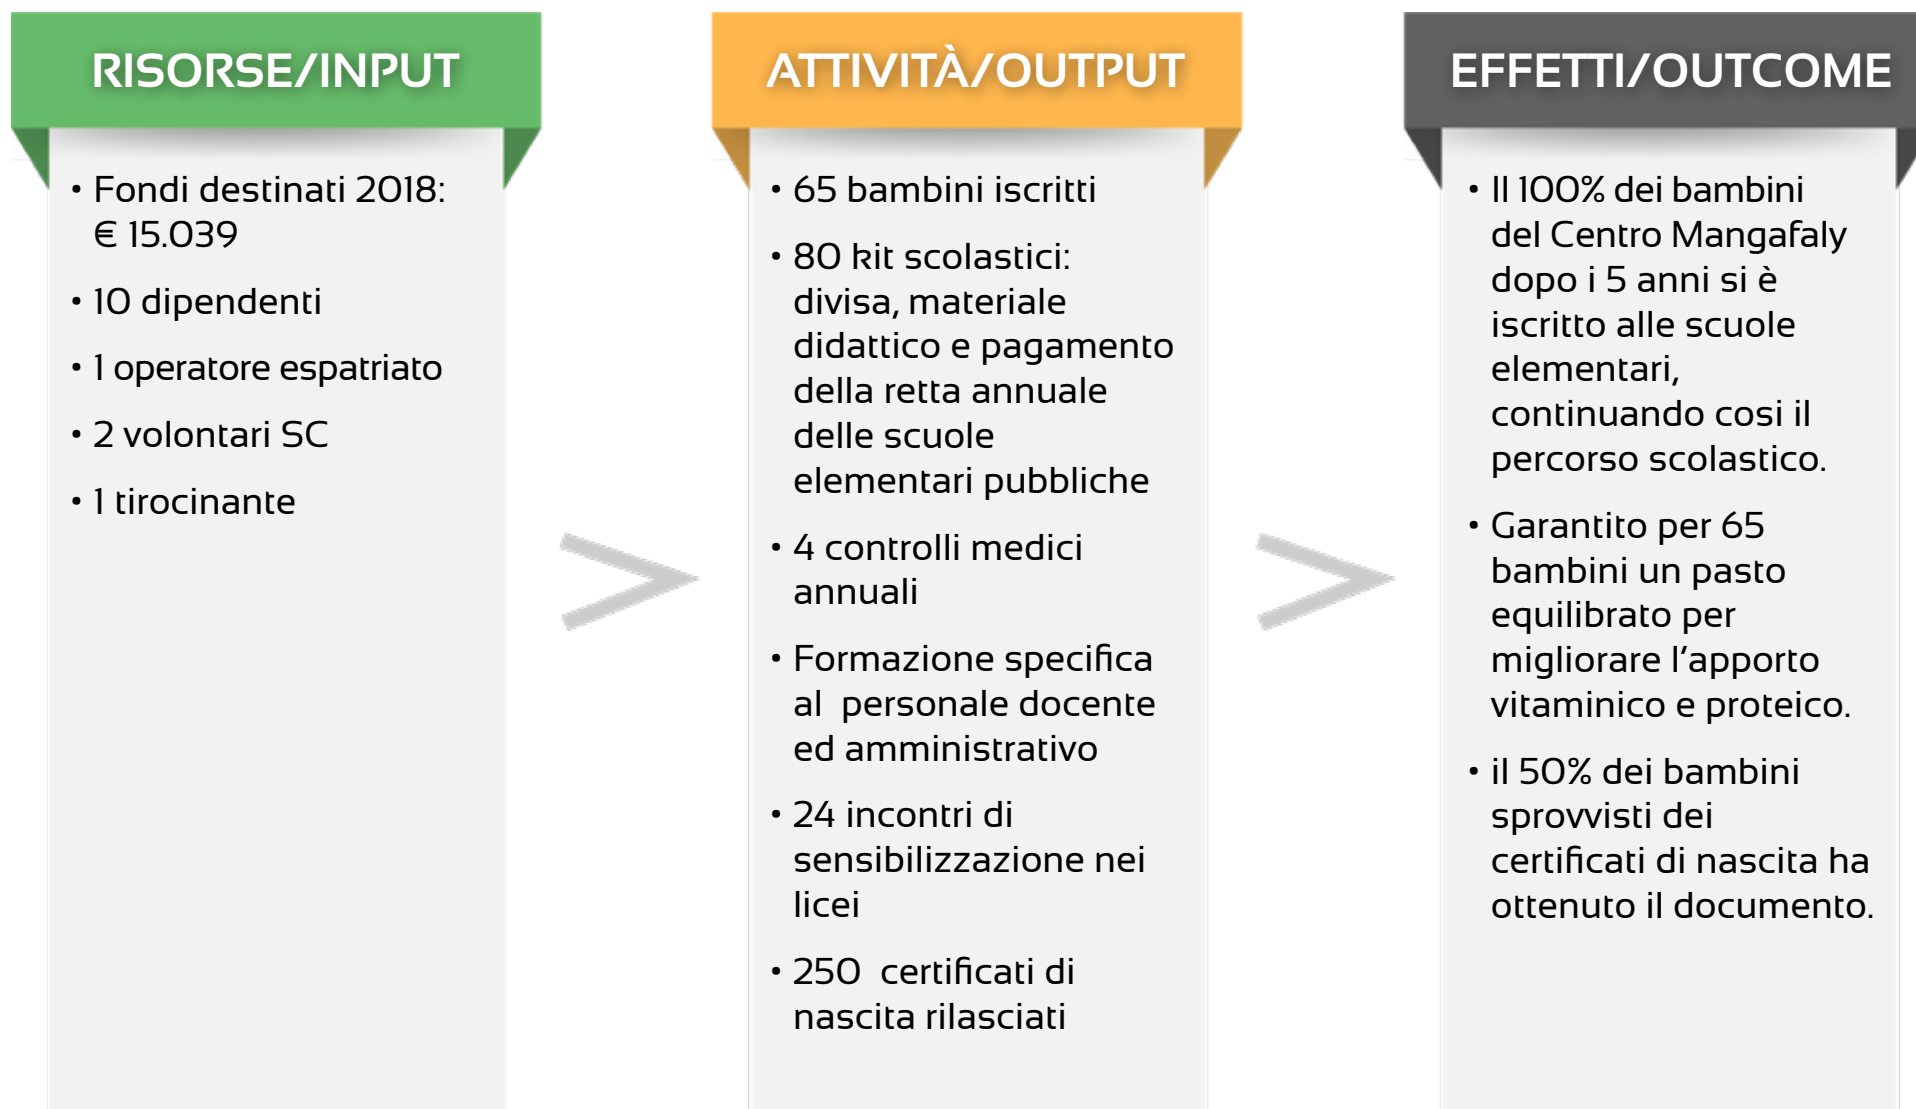 RISORSE/INPUT
• Fondi destinati 2018:
€ 15.039
• 10 dipendenti
• 1 operatore espatriato
• 2 volontari SC
• 1 tirocinante
>
ATTIVITÀ/OUTPUT
• 65 bambini iscritti
• 80 kit scolastici:
divisa, materiale
didattico e pagamento
della retta annuale
delle scuole
elementari pubbliche
• 4 controlli medici
annuali
• Formazione specifica
al  personale docente
ed amministrativo
• 24 incontri di
sensibilizzazione nei
licei
• 250  certificati di
nascita rilasciati
>
EFFETTI/OUTCOME
• Il 100% dei bambini
del Centro Mangafaly
dopo i 5 anni si è
iscritto alle scuole
elementari,
continuando cosi il
percorso scolastico.
• Garantito per 65
bambini un pasto
equilibrato per
migliorare l’apporto
vitaminico e proteico.
• il 50% dei bambini
sprovvisti dei
certificati di nascita ha
ottenuto il documento.